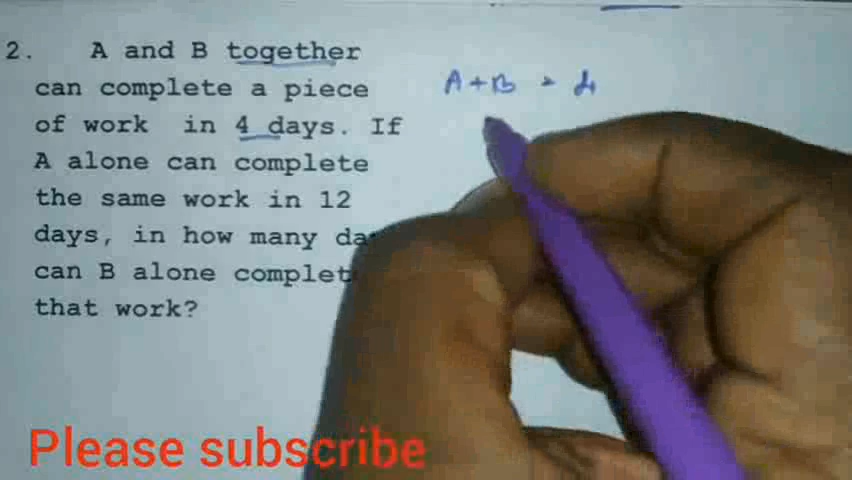 2. A and B together
can complete a piece
of work in 4 days. If
A alone can complete
the same work in 12
days, in how many
can B alone
that work?
A+B = 4
Please subscribe